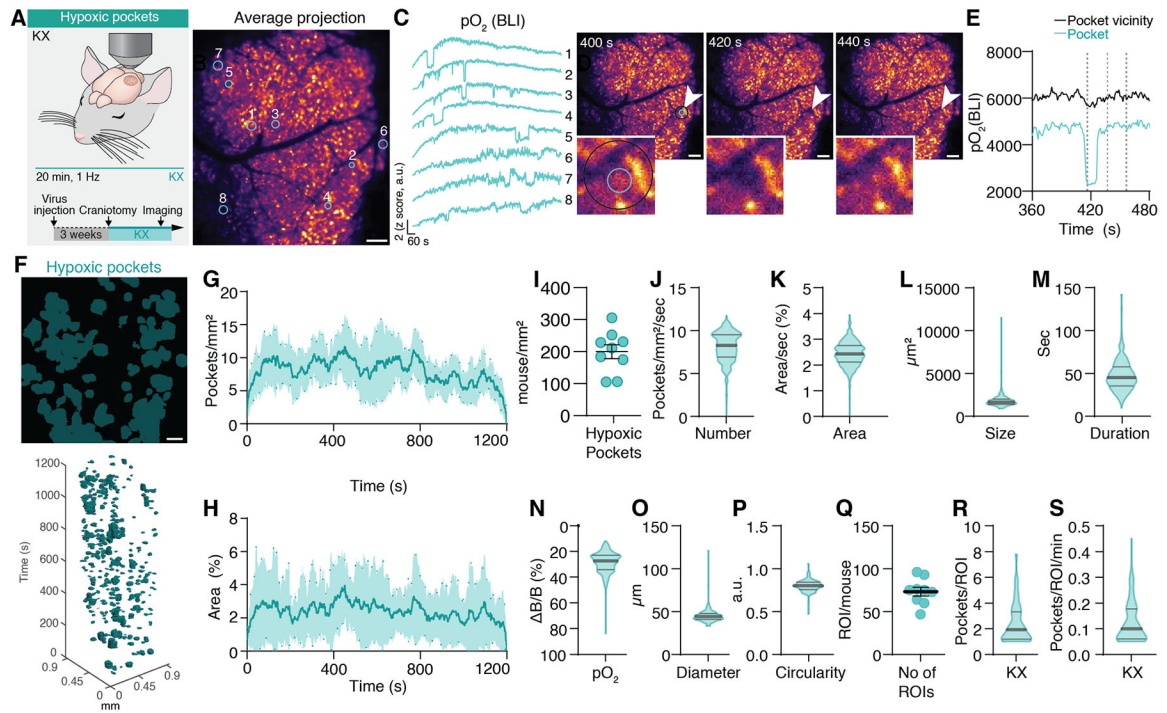 A
Hypoxic pockets
KX
20 min, 1 Hz
KX
Virus
injection
Craniotomy
Imaging
3 weeks
KX
B
Average projection
7
5
1
3
6
2
4
8
C
pO2 (BLI)
1
2
3
4
5
6
7
8
2 (z score, a.u.)
60 s
D
400 s
420 s
440 s
E
Pocket vicinity
Pocket
pO2(BLI)
8000
6000
4000
2000
360
420
480
Time (s)
F
Hypoxic pockets
Time (s)
1200
1000
800
600
400
200
0
0.9
0.45
0
0
0.45
0.9
mm
G
Pockets/mm²
20
15
10
5
0
0
400
800
1200
Time (s)
H
Area (%)
8
6
4
2
0
0
400
800
1200
Time (s)
I
mouse/mm²
400
300
200
100
0
Hypoxic
Pockets
J
Pockets/mm²/sec
15
10
5
0
Number
K
Area/sec (%)
5
4
3
2
1
0
Area
L
µm²
15000
10000
5000
0
Size
M
Sec
150
100
50
0
Duration
N
ΔB/B (%)
0
20
40
60
80
100
pO2
O
µm
150
100
50
0
Diameter
P
a.u.
1.5
1.0
0.5
0.0
Circularity
Q
ROI/mouse
150
100
50
0
No of
ROIs
R
Pockets/ROI
10
8
6
4
2
0
KX
S
Pockets/ROI/min
0.5
0.4
0.3
0.2
0.1
0.0
KX